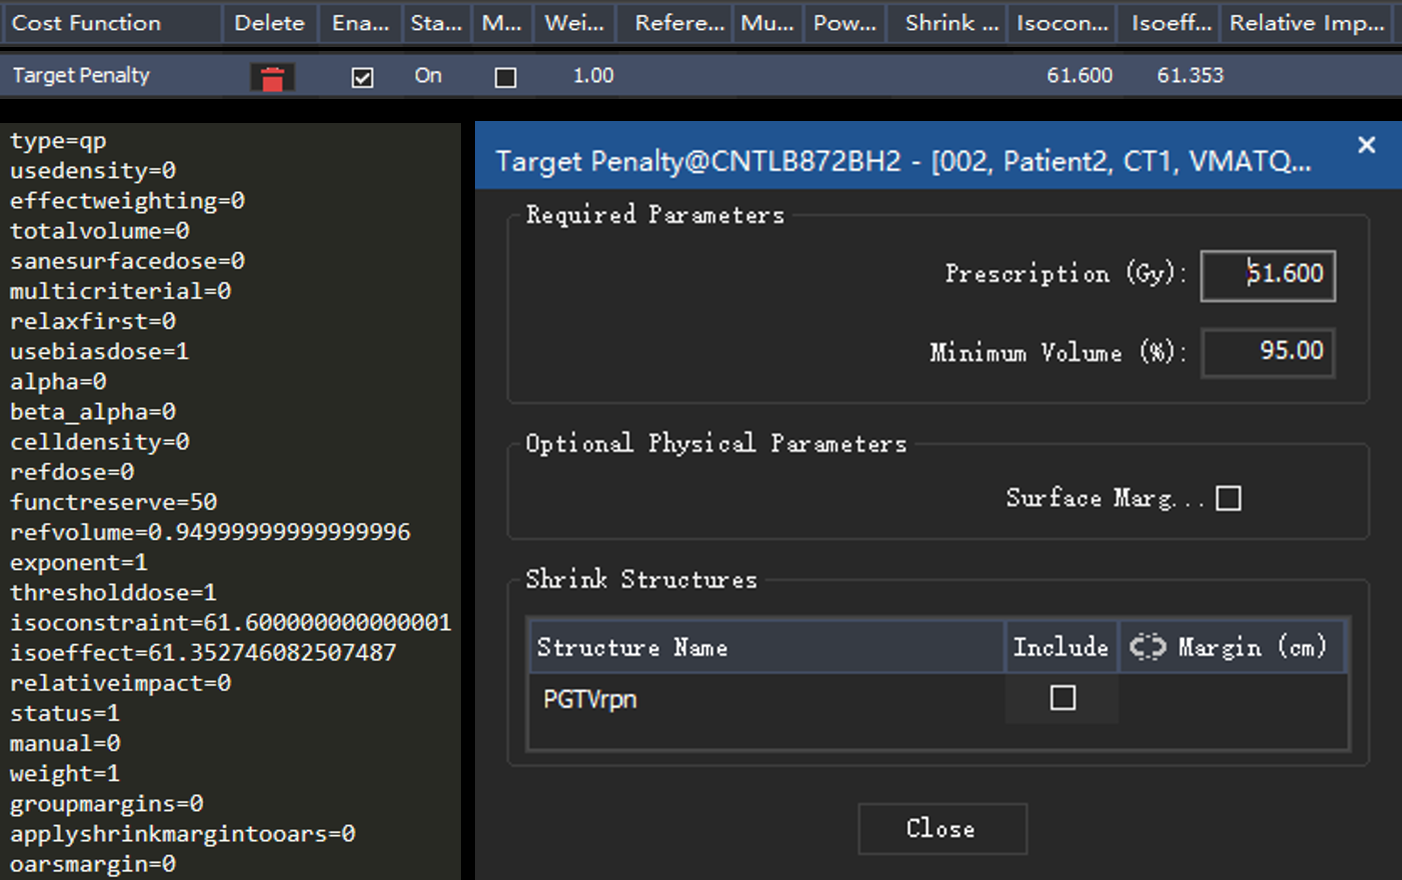 Cost Function Delete Ena... Sta... M... Wei... Refere... Mu... Pow... Shrink ... Isocon... Isoeff... Relative Imp...
Target Penalty On 1.00 61.600 61.353
type=qp
usedensity=0
effectweighting=0
totalvolume=0
sanesurfacedose=0
multicriterial=0
relaxfirst=0
usebiasdose=1
alpha=0
beta_alpha=0
celldensity=0
refdose=0
functreserve=50
refvolume=0.94999999999999996
exponent=1
thresholddose=1
isoconstraint=61.600000000000001
isoeffect=61.352746082507487
relativeimpact=0
status=1
manual=0
weight=1
groupmargins=0
applyshrinkmargintooars=0
oarsmargin=0
Target Penalty@CNTLB872BH2 - [002, Patient2, CT1, VMATQ...
Required Parameters
Prescription (Gy): 61.600
Minimum Volume (%): 95.00
Optional Physical Parameters
Surface Marg...
Shrink Structures
Structure Name Include Margin (cm)
PGTVrpn
Close